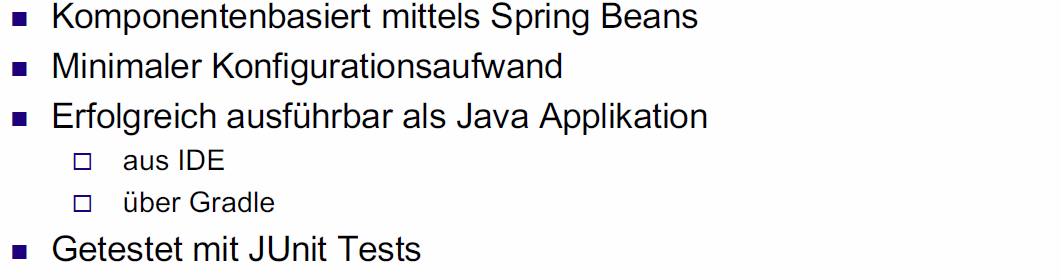 Komponentenbasiert mittels Spring Beans
Minimaler Konfigurationsaufwand
Erfolgreich ausführbar als Java Applikation
aus IDE
über Gradle
Getestet mit JUnit Tests